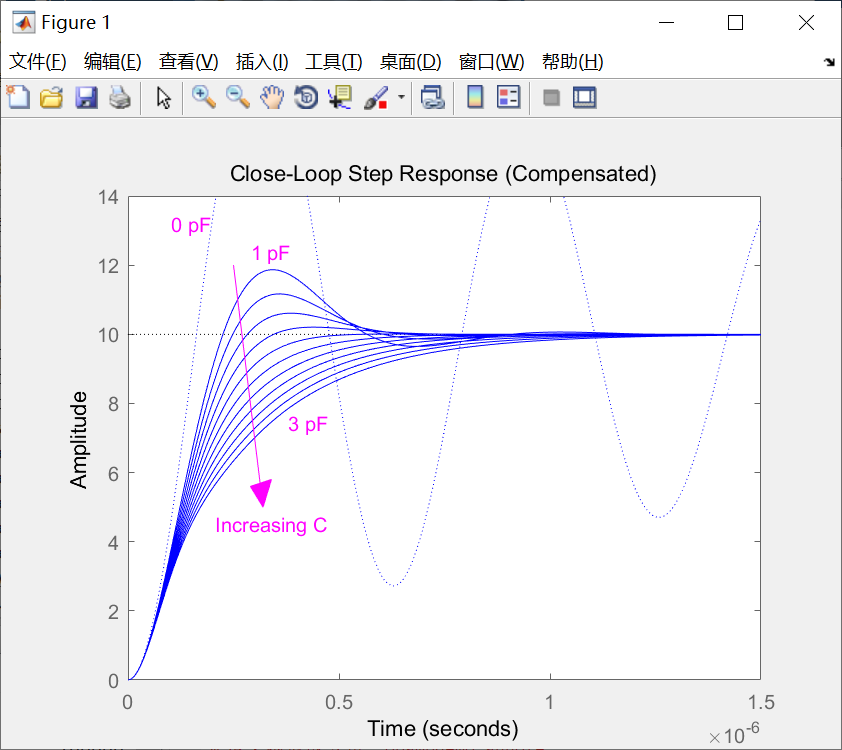 Figure 1
文件(F) 编辑(E) 查看(V) 插入(I) 工具(T) 桌面(D) 窗口(W) 帮助(H)
Close-Loop Step Response (Compensated)
14
0 pF
1 pF
12
10
8
3 pF
Amplitude
6
Increasing C
4
2
0
0 0.5 1 1.5
Time (seconds)
×10-6